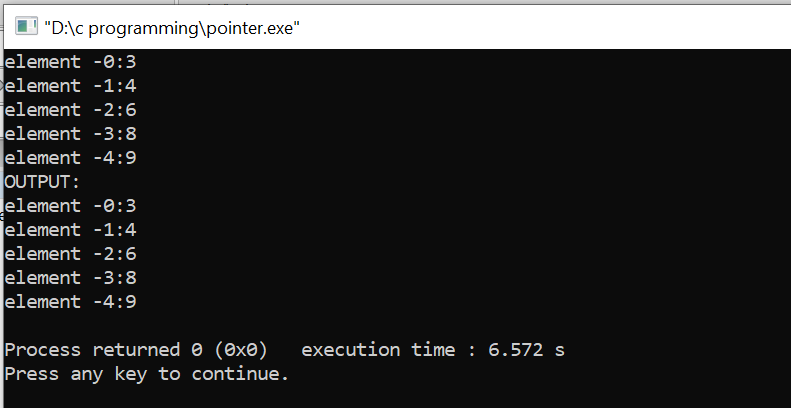 "D:\c programming\pointer.exe"
element -0:3
element -1:4
element -2:6
element -3:8
element -4:9
OUTPUT:
element -0:3
element -1:4
element -2:6
element -3:8
element -4:9
Process returned 0 (0x0)   execution time : 6.572 s
Press any key to continue.